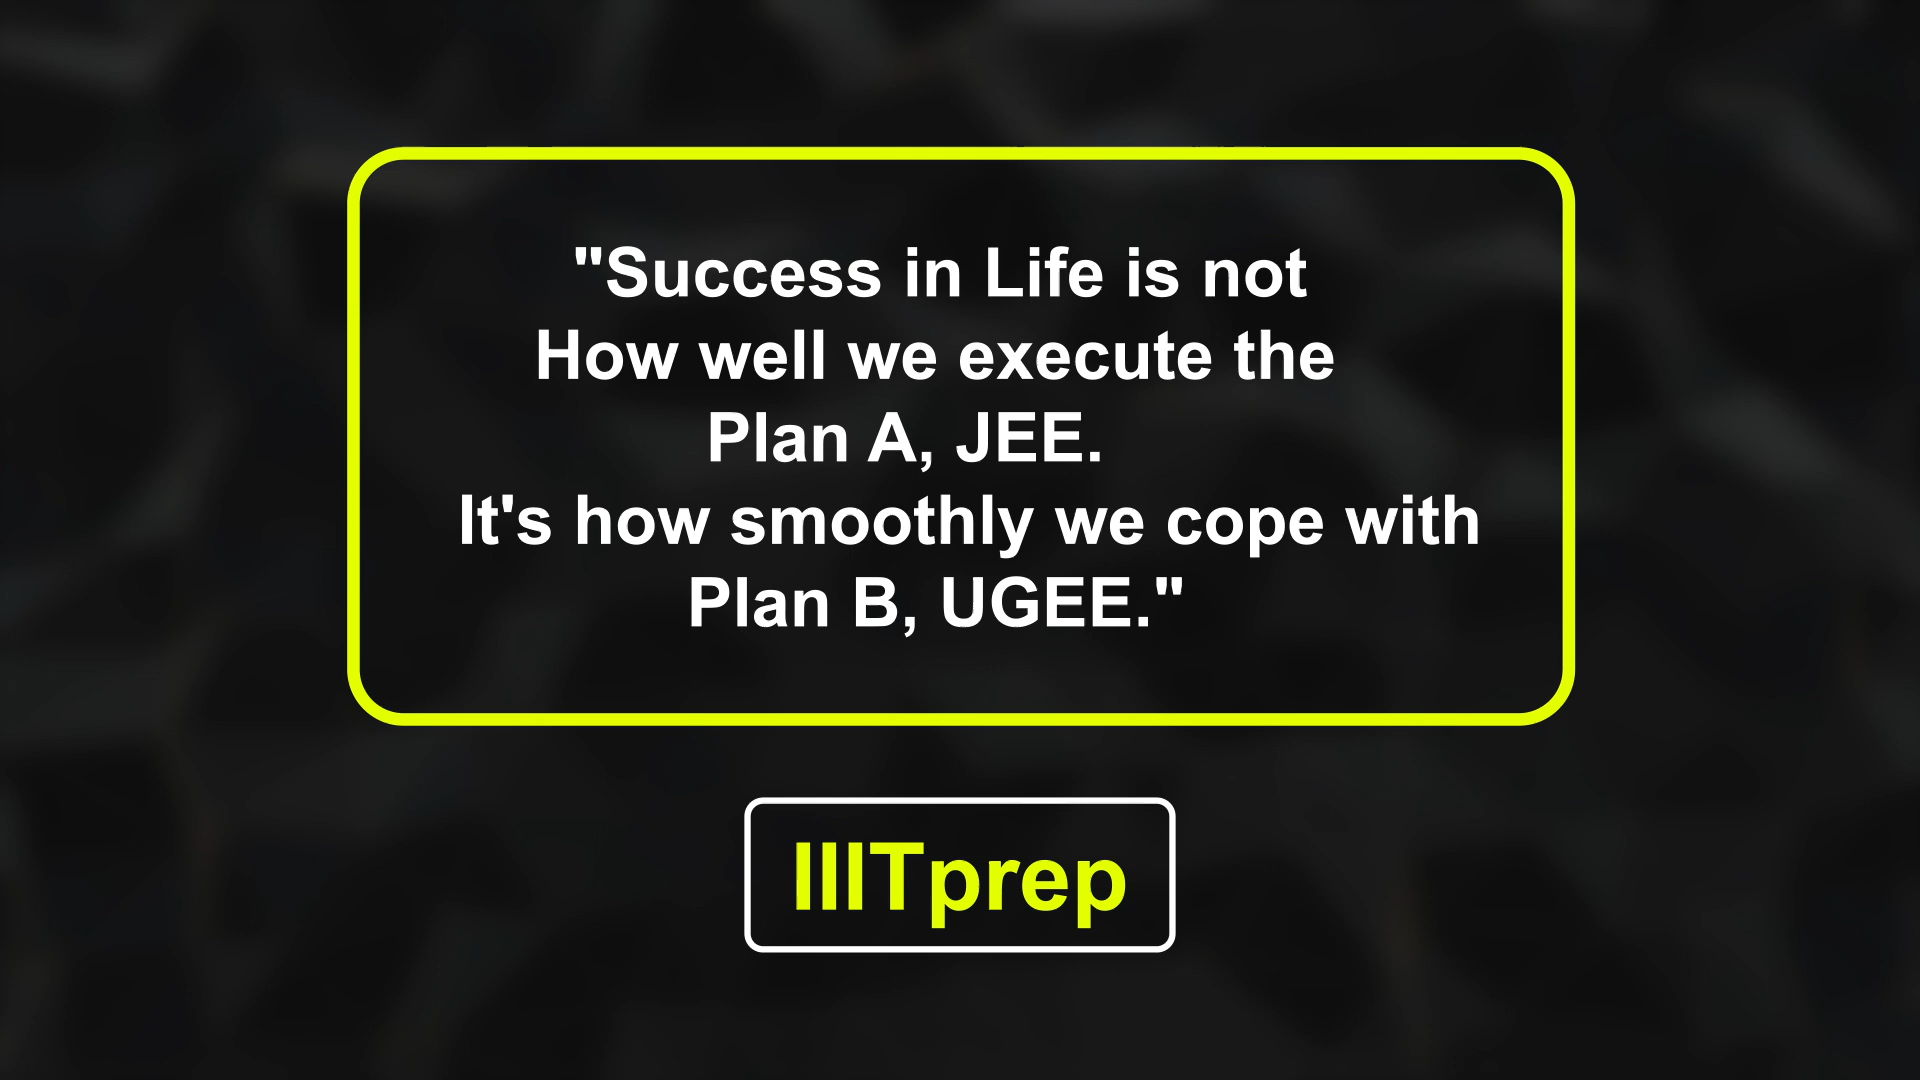 "Success in Life is not
How well we execute the
Plan A, JEE.
It's how smoothly we cope with
Plan B, UGEE."
IIITprep